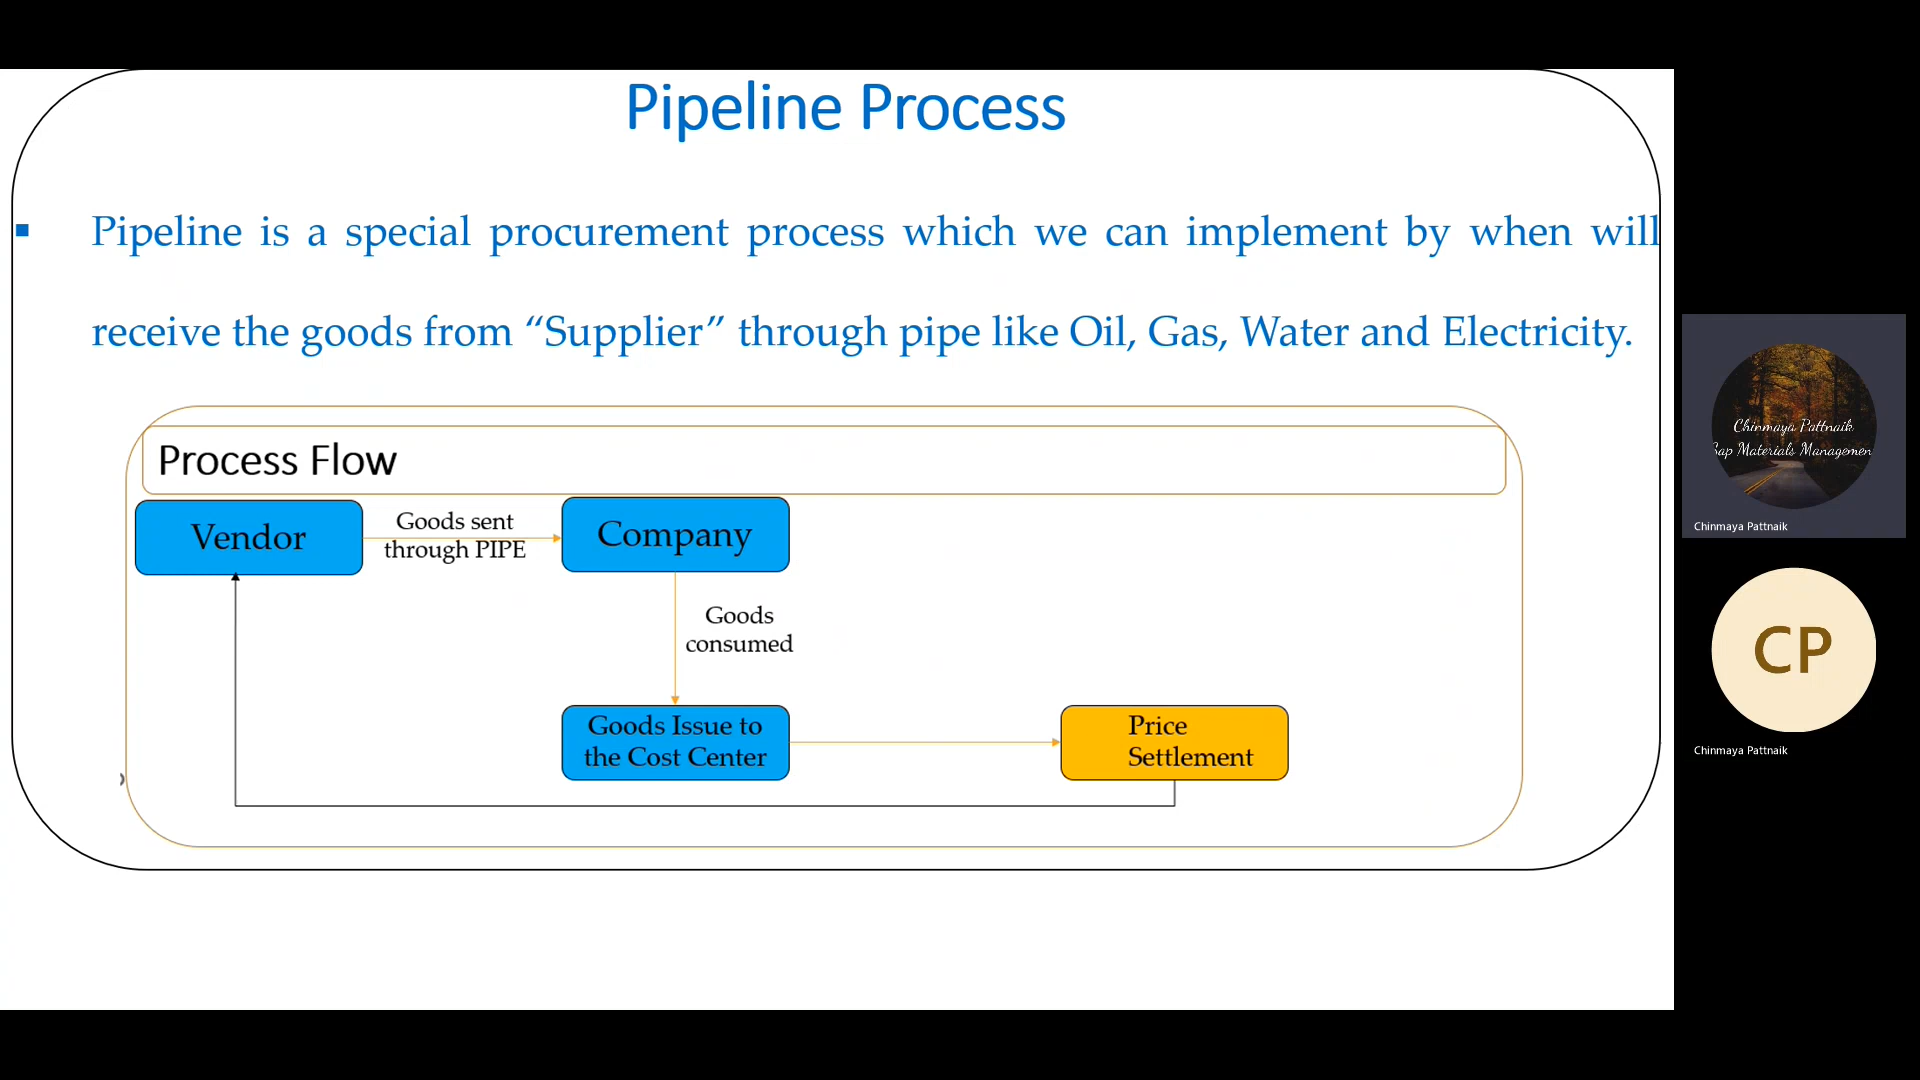 Pipeline Process
▪ Pipeline is a special procurement process which we can implement by when will
receive the goods from “Supplier” through pipe like Oil, Gas, Water and Electricity.
Process Flow
Vendor
Goods sent
through PIPE
Company
Goods
consumed
Goods Issue to
the Cost Center
Price
Settlement
Chinmaya Pattnaik
Sap Materials Managemen
Chinmaya Pattnaik
CP
Chinmaya Pattnaik